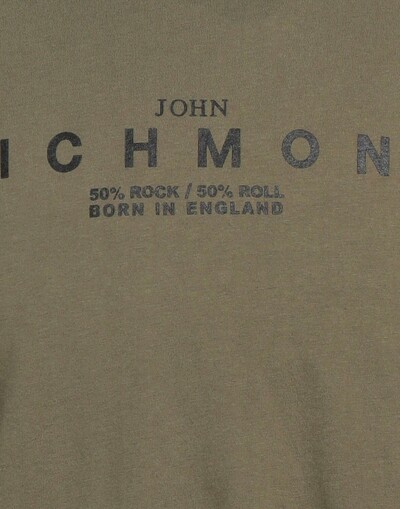 JOHN
ICHMON
50% ROCK / 50% ROLL
BORN IN ENGLAND